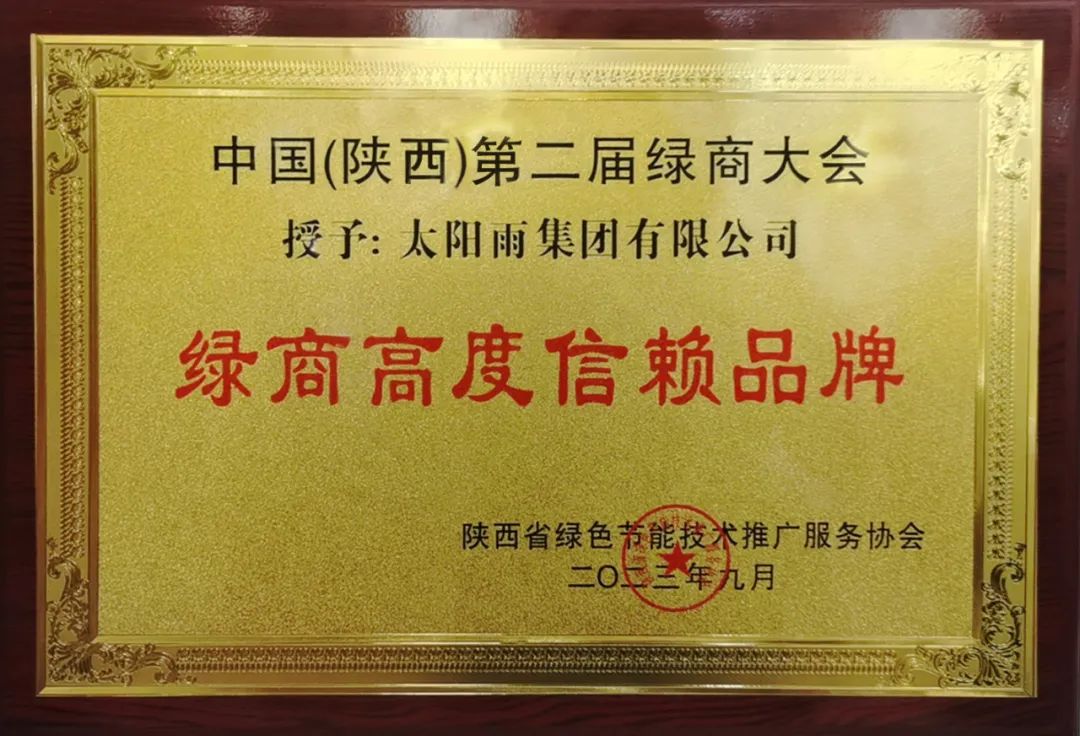 中国(陕西)第二届绿商大会
授予: 太阳雨集团有限公司
绿商高度信赖品牌
陕西省绿色节能技术推广服务协会
二〇二三年九月